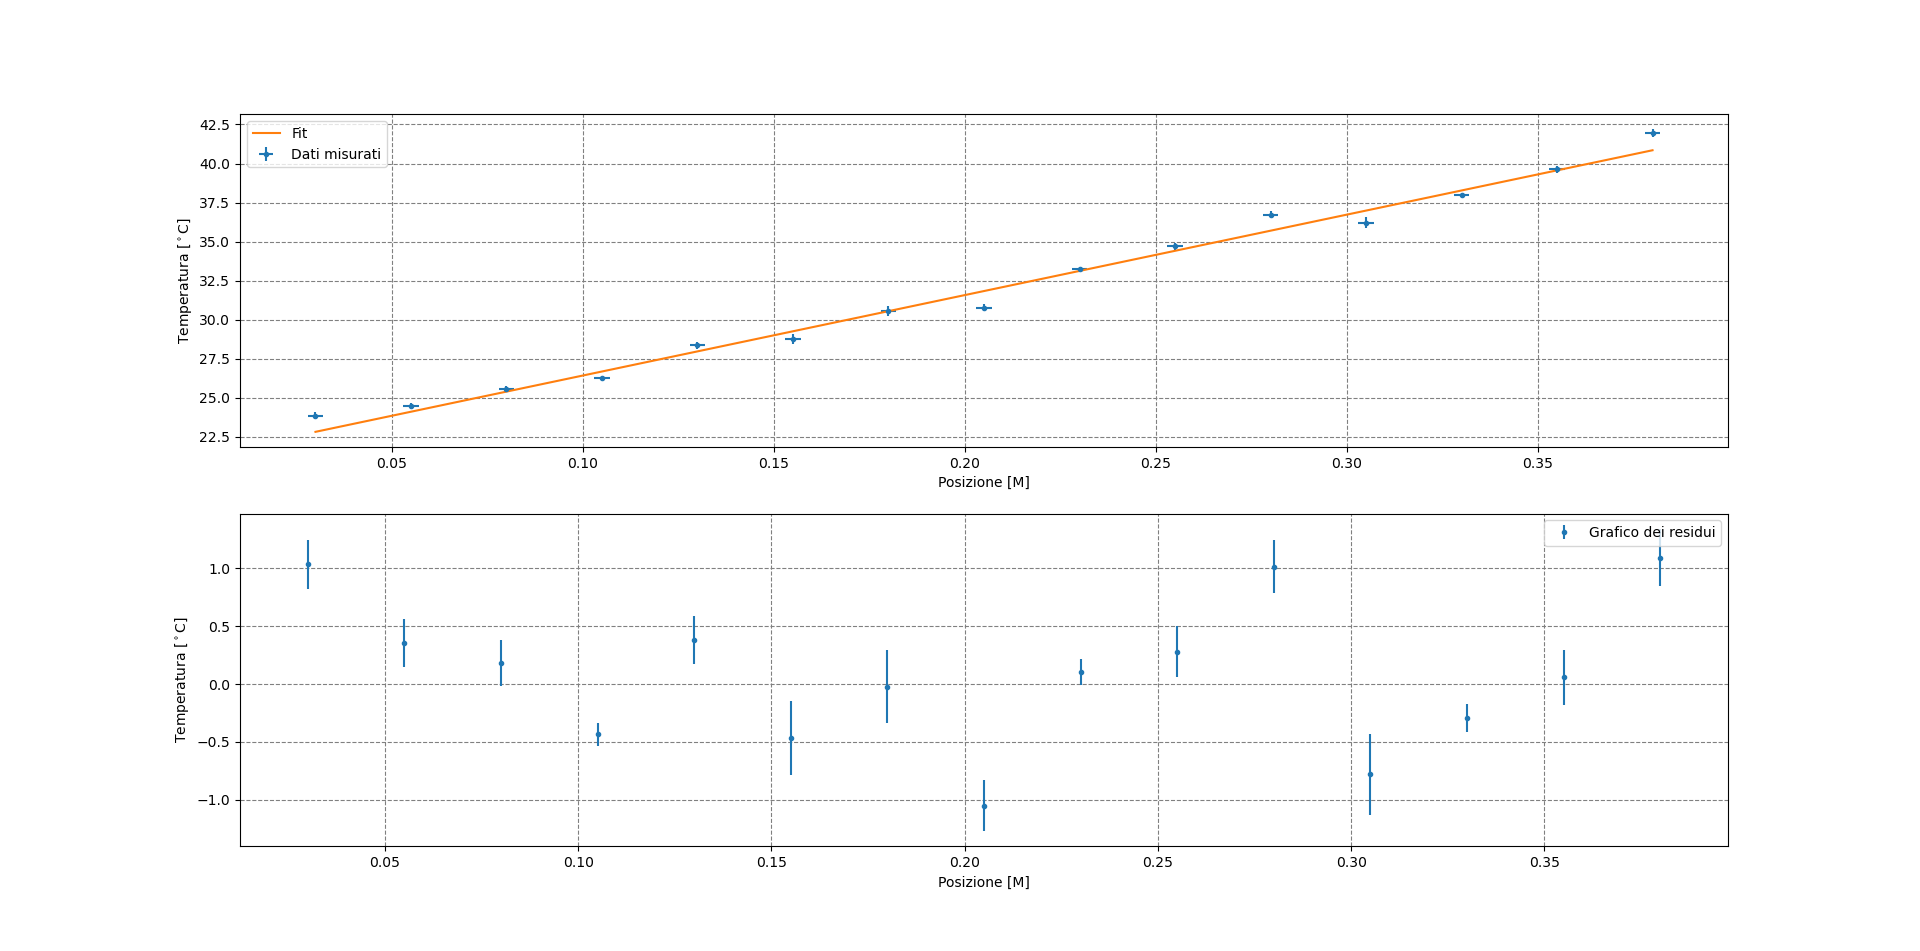 42.5
40.0
37.5
35.0
32.5
30.0
27.5
25.0
22.5
Temperatura [°C]
Fit
Dati misurati
0.05 0.10 0.15 0.20 0.25 0.30 0.35
Posizione [M]
1.0
0.5
0.0
−0.5
−1.0
Temperatura [°C]
Grafico dei residui
0.05 0.10 0.15 0.20 0.25 0.30 0.35
Posizione [M]